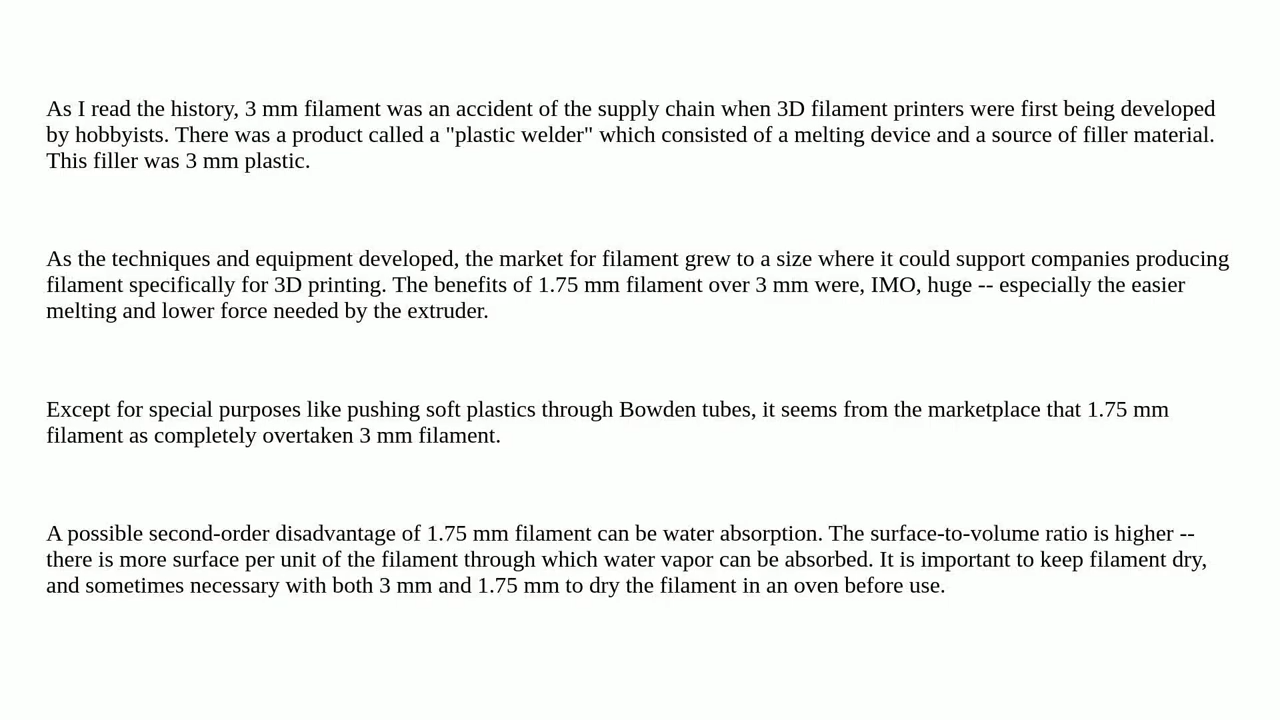 As I read the history, 3 mm filament was an accident of the supply chain when 3D filament printers were first being developed
by hobbyists. There was a product called a "plastic welder" which consisted of a melting device and a source of filler material.
This filler was 3 mm plastic.
As the techniques and equipment developed, the market for filament grew to a size where it could support companies producing
filament specifically for 3D printing. The benefits of 1.75 mm filament over 3 mm were, IMO, huge -- especially the easier
melting and lower force needed by the extruder.
Except for special purposes like pushing soft plastics through Bowden tubes, it seems from the marketplace that 1.75 mm
filament as completely overtaken 3 mm filament.
A possible second-order disadvantage of 1.75 mm filament can be water absorption. The surface-to-volume ratio is higher --
there is more surface per unit of the filament through which water vapor can be absorbed. It is important to keep filament dry,
and sometimes necessary with both 3 mm and 1.75 mm to dry the filament in an oven before use.